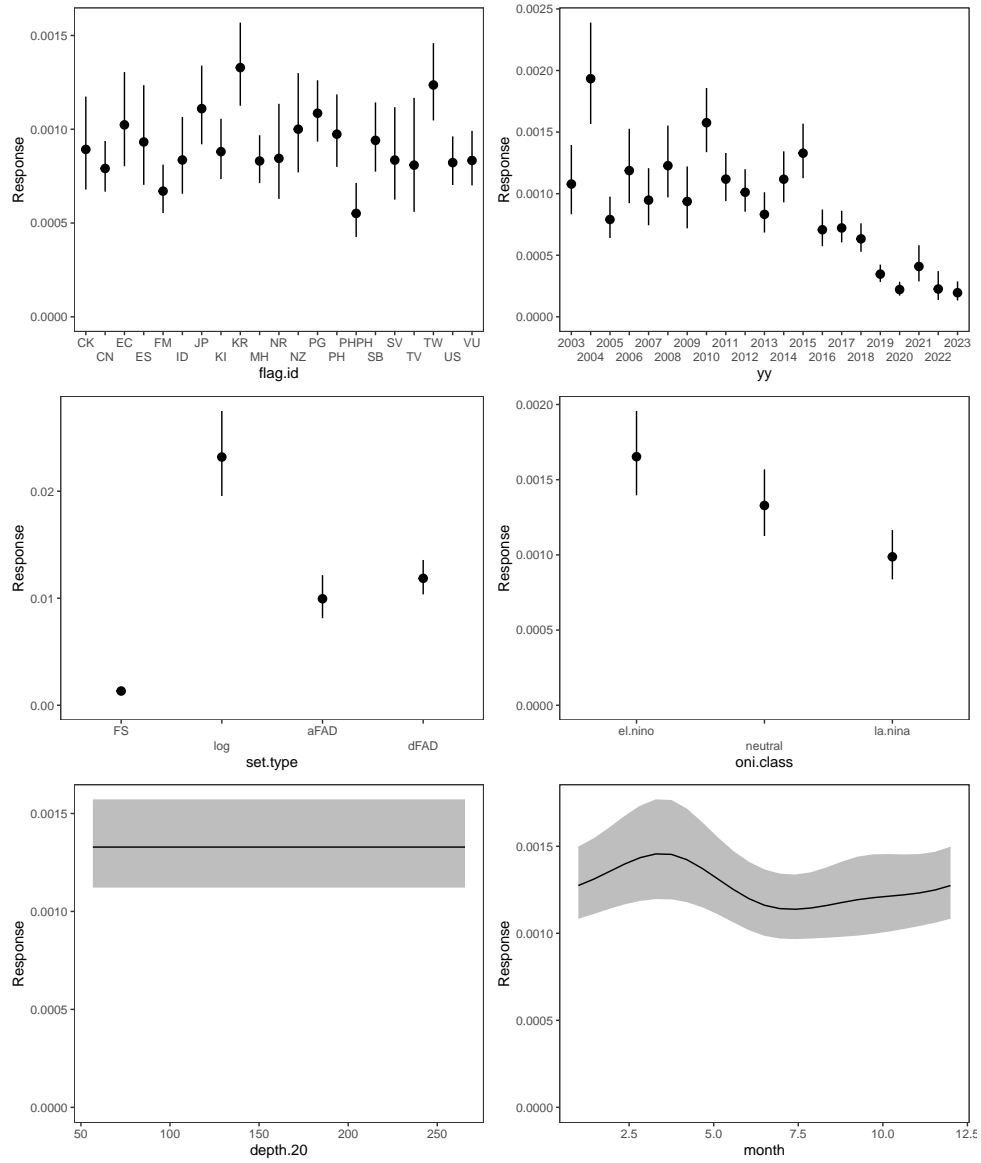 Response
0.0015
0.0010
0.0005
0.0000
CK EC FM JP KR NR PG PHPH SV TW VU
CN ES ID KI MH NZ PH SB TV US
flag.id
Response
0.0025
0.0020
0.0015
0.0010
0.0005
0.0000
2003 2005 2007 2009 2011 2013 2015 2017 2019 2021 2023
2004 2006 2008 2010 2012 2014 2016 2018 2020 2022
yy
Response
0.02
0.01
0.00
FS aFAD
log dFAD
set.type
Response
0.0020
0.0015
0.0010
0.0005
0.0000
el.nino la.nina
neutral
oni.class
Response
0.0015
0.0010
0.0005
0.0000
50 100 150 200 250
depth.20
Response
0.0015
0.0010
0.0005
0.0000
2.5 5.0 7.5 10.0 12.5
month